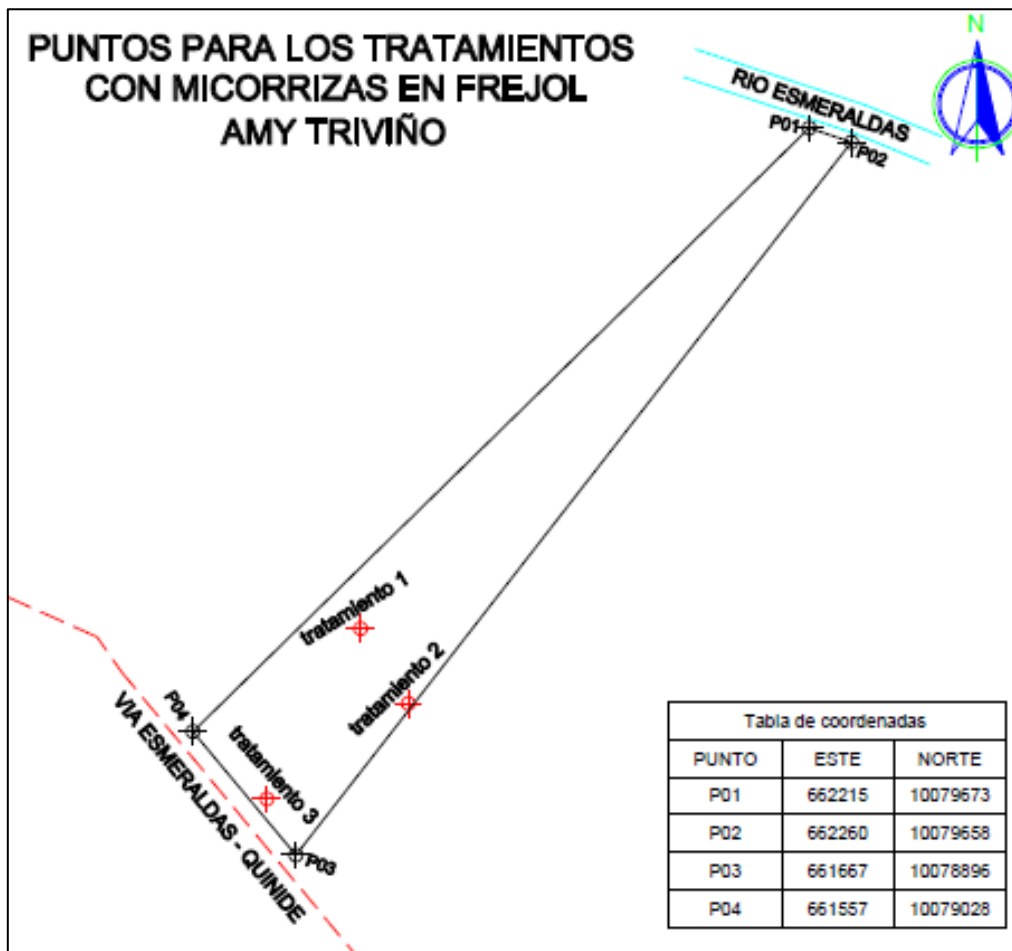 PUNTOS PARA LOS TRATAMIENTOS
CON MICORRIZAS EN FREJOL
AMY TRIVIÑO
N
RIO ESMERALDAS
P01
P02
tratamiento 1
tratamiento 2
P04
tratamiento 3
P03
VIA ESMERALDAS - QUINIDE
Tabla de coordenadas
PUNTO ESTE NORTE
P01 662215 10079673
P02 662260 10079658
P03 661667 10078896
P04 661557 10079028